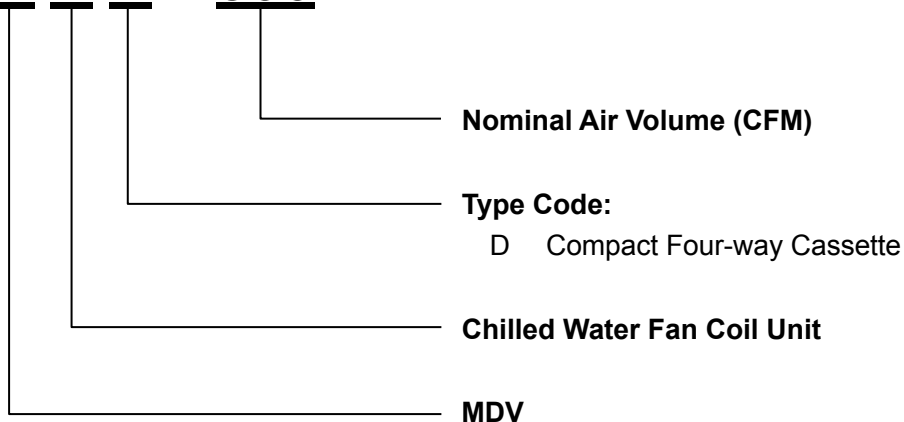 Nominal Air Volume (CFM)
Type Code:
D Compact Four-way Cassette
Chilled Water Fan Coil Unit
MDV